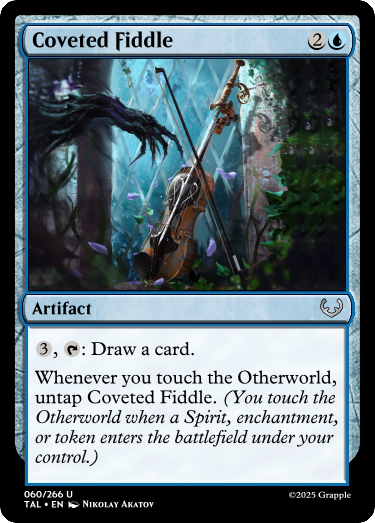 Coveted Fiddle 2
Artifact
3, : Draw a card.
Whenever you touch the Otherworld,
untap Coveted Fiddle. (You touch the
Otherworld when a Spirit, enchantment,
or token enters the battlefield under your
control.)
060/266 U
TAL • EN Nikolay Akatov
©2025 Grapple